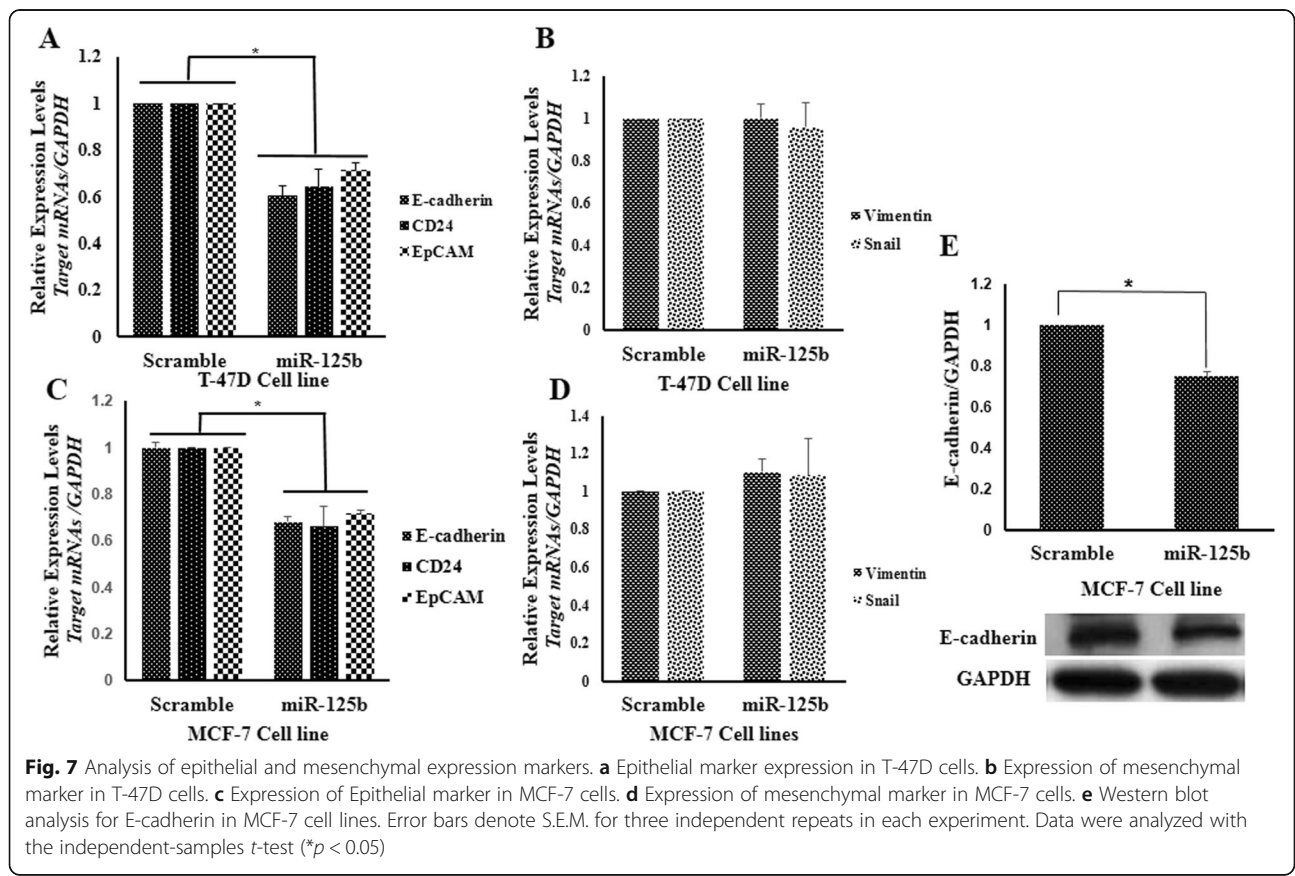 A
1.2
1
0.8
0.6
0.4
0.2
0
Relative Expression Levels
Target mRNAs/GAPDH
*
Scramble miR-125b
T-47D Cell line
E-cadherin
CD24
EpCAM
B
1.2
1
0.8
0.6
0.4
0.2
0
Relative Expression Levels
Target mRNAs/GAPDH
Scramble miR-125b
T-47D Cell line
Vimentin
Snail
C
1.2
1
0.8
0.6
0.4
0.2
0
Relative Expression Levels
Target mRNAs /GAPDH
*
Scramble miR-125b
MCF-7 Cell line
E-cadherin
CD24
EpCAM
D
1.4
1.2
1
0.8
0.6
0.4
0.2
0
Relative Expression Levels
Target mRNAs/GAPDH
Scramble miR-125b
MCF-7 Cell lines
Vimentin
Snail
E
1.2
1
0.8
0.6
0.4
0.2
0
E-cadherin/GAPDH
*
Scramble miR-125b
MCF-7 Cell line
E-cadherin
GAPDH
Fig. 7 Analysis of epithelial and mesenchymal expression markers. a Epithelial marker expression in T-47D cells. b Expression of mesenchymal
marker in T-47D cells. c Expression of Epithelial marker in MCF-7 cells. d Expression of mesenchymal marker in MCF-7 cells. e Western blot
analysis for E-cadherin in MCF-7 cell lines. Error bars denote S.E.M. for three independent repeats in each experiment. Data were analyzed with
the independent-samples t-test (*p < 0.05)